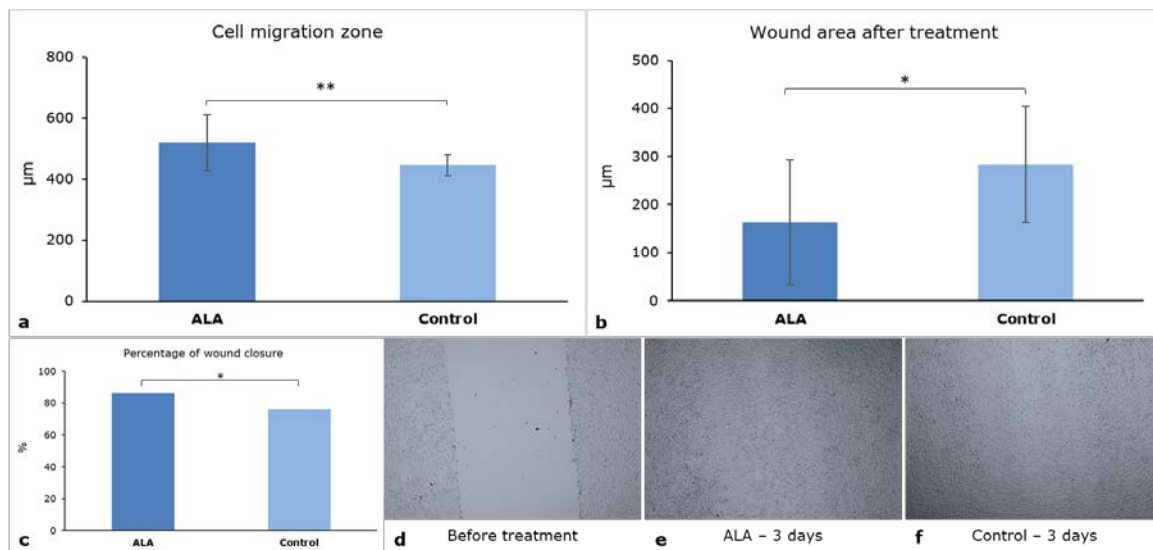 Cell migration zone
800
600
400
200
0
µm
**
ALA
Control
a
Wound area after treatment
500
400
300
200
100
0
µm
*
ALA
Control
b
Percentage of wound closure
100
80
60
40
20
0
%
*
ALA
Control
c
d
Before treatment
e
ALA – 3 days
f
Control – 3 days